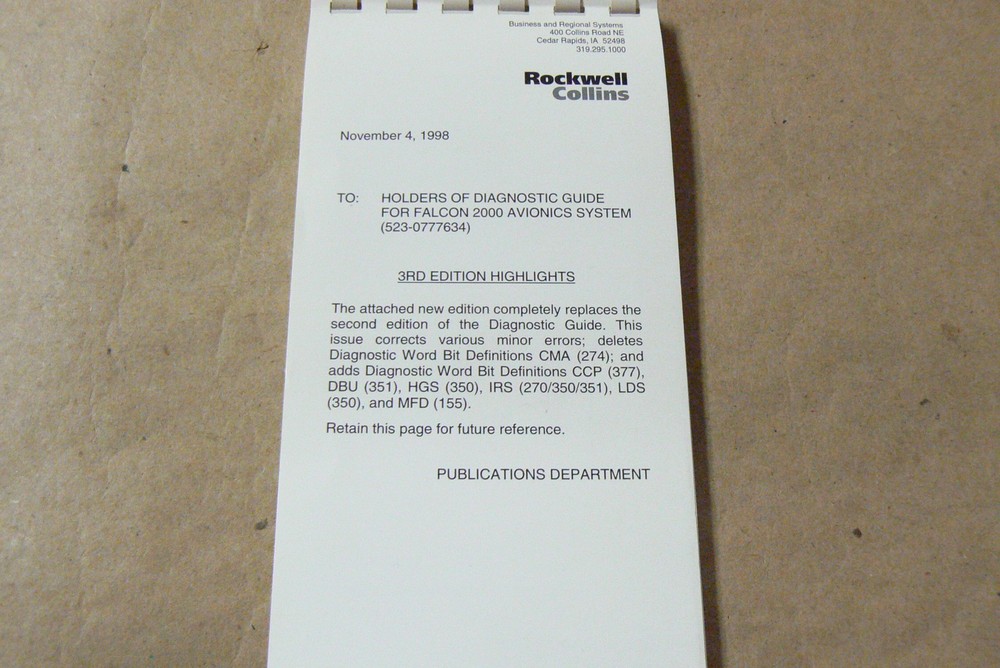 Business and Regional Systems
400 Collins Road NE
Cedar Rapids, IA 52498
319.295.1000
Rockwell
Collins
November 4, 1998
TO: HOLDERS OF DIAGNOSTIC GUIDE
FOR FALCON 2000 AVIONICS SYSTEM
(523-0777634)
3RD EDITION HIGHLIGHTS
The attached new edition completely replaces the
second edition of the Diagnostic Guide. This
issue corrects various minor errors; deletes
Diagnostic Word Bit Definitions CMA (274); and
adds Diagnostic Word Bit Definitions CCP (377),
DBU (351), HGS (350), IRS (270/350/351), LDS
(350), and MFD (155).
Retain this page for future reference.
PUBLICATIONS DEPARTMENT